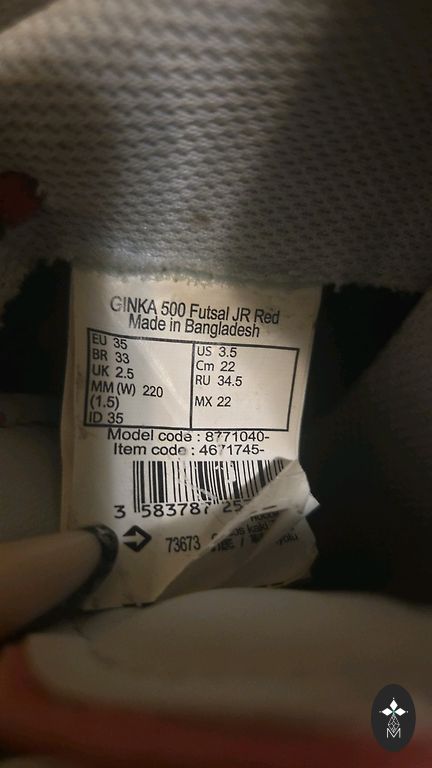 GINKA 500 Futsal JR Red
Made in Bangladesh
EU 35
BR 33
UK 2.5
MM (W) 220
(1.5)
ID 35
US 3.5
Cm 22
RU 34.5
MX 22
Model code : 8771040-
Item code : 4671745-
3 583787 25
73673
M